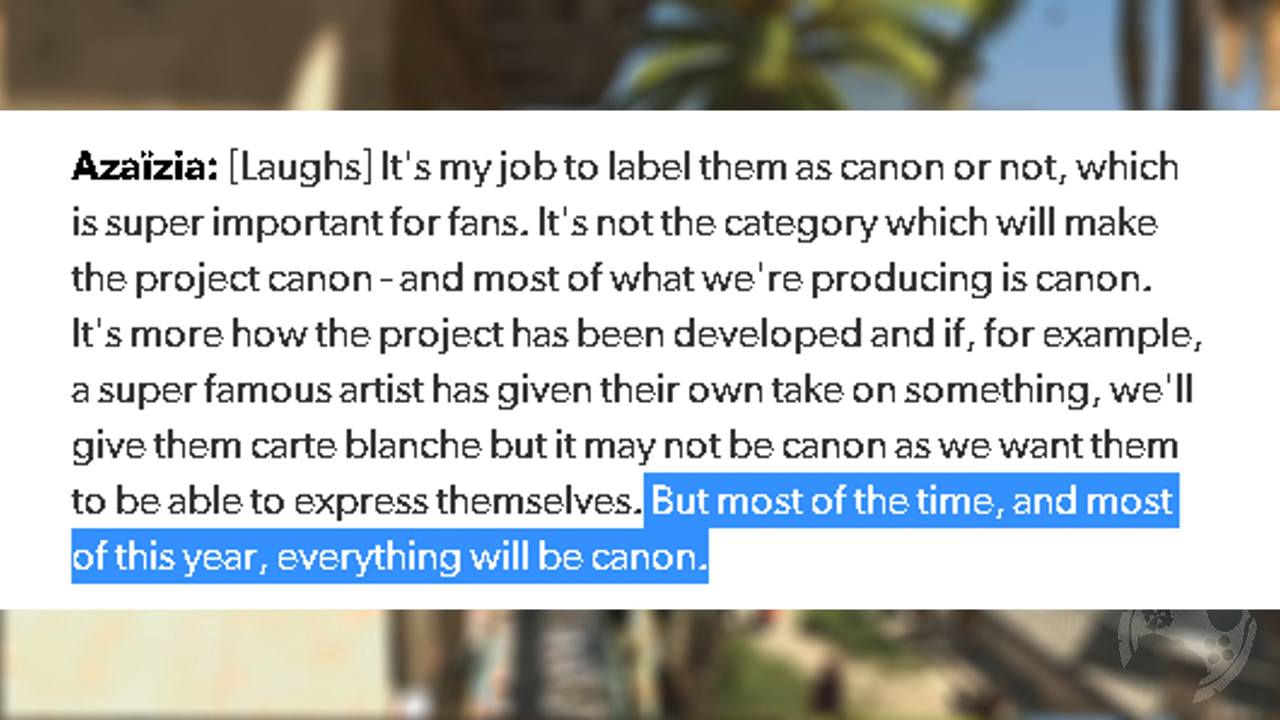 Azaïzia: [Laughs] It's my job to label them as canon or not, which
is super important for fans. It's not the category which will make
the project canon - and most of what we're producing is canon.
It's more how the project has been developed and if, for example,
a super famous artist has given their own take on something, we'll
give them carte blanche but it may not be canon as we want them
to be able to express themselves. But most of the time, and most
of this year, everything will be canon.